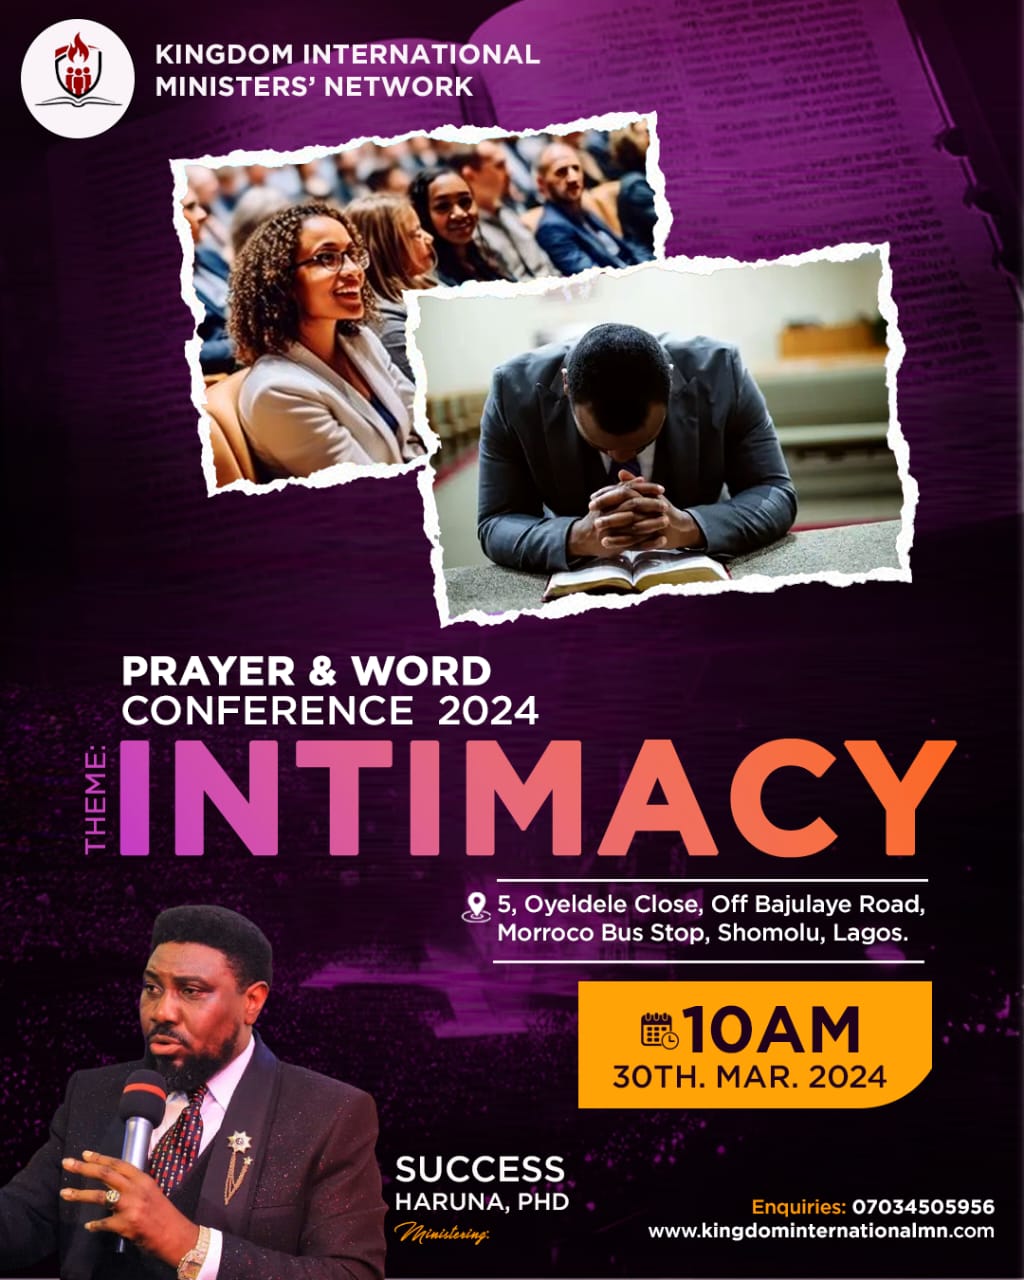 KINGDOM INTERNATIONAL
MINISTERS’ NETWORK
PRAYER & WORD
CONFERENCE 2024
THEME:
INTIMACY
5, Oyeldele Close, Off Bajulaye Road,
Morroco Bus Stop, Shomolu, Lagos.
10AM
30TH. MAR. 2024
SUCCESS
HARUNA, PHD
Ministering:
Enquiries: 07034505956
www.kingdominternationalmn.com